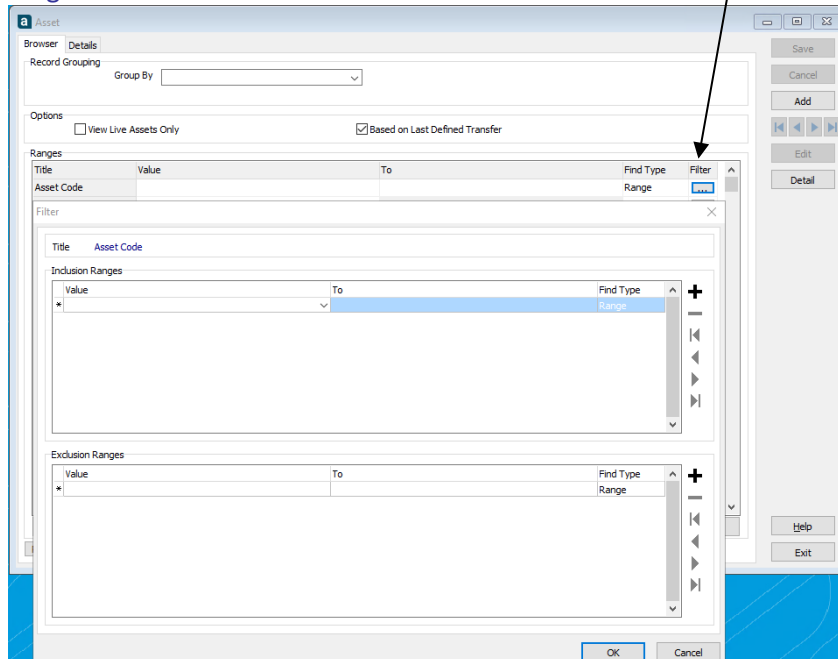 a Asset
Browser Details
Save
Record Grouping
Group By
Cancel
Add
Options
View Live Assets Only Based on Last Defined Transfer
Ranges
Edit
Title Value To Find Type Filter
Detail
Asset Code Range ...
Filter
Title Asset Code
Inclusion Ranges
Value To Find Type
* Range
Exclusion Ranges
Value To Find Type
* Range
Help
Exit
OK Cancel